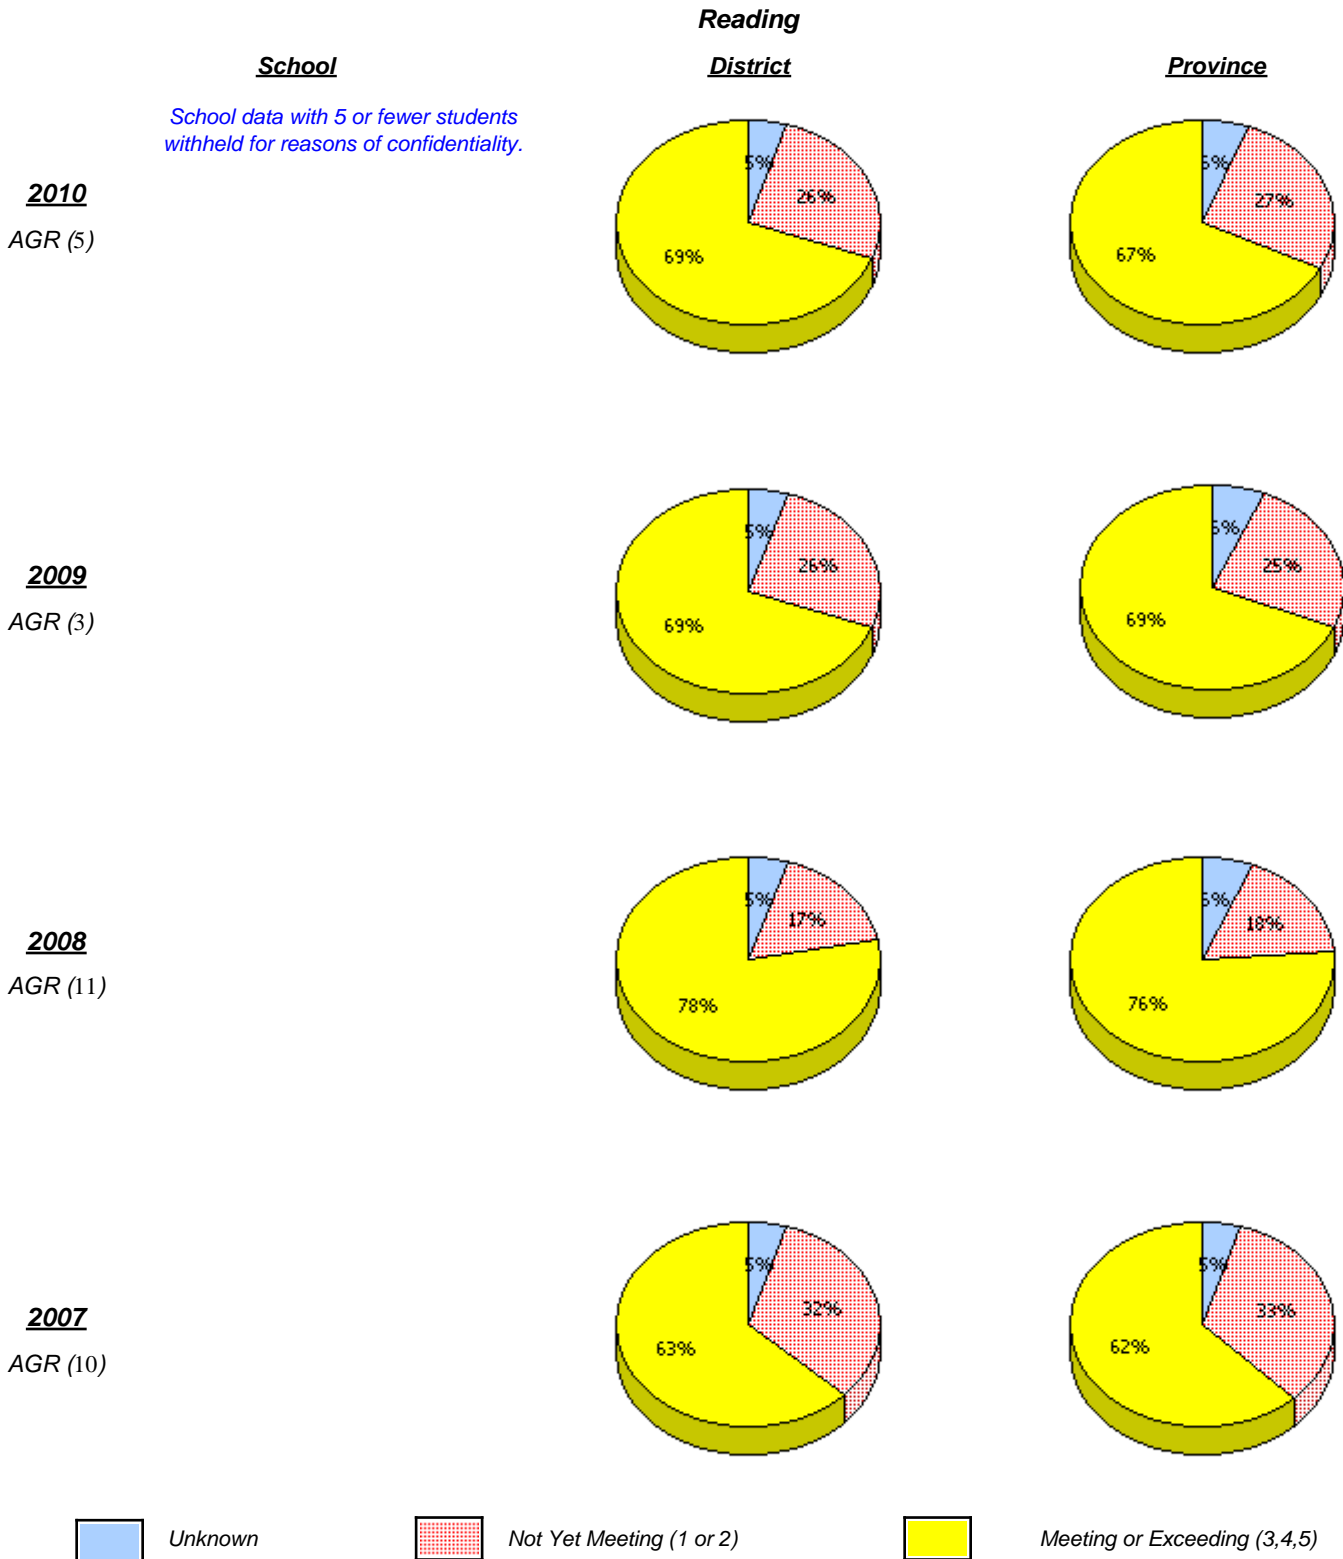 Reading
School District Province
School data with 5 or fewer students
withheld for reasons of confidentiality.
2010
AGR (5)
5% 26% 69%
6% 27% 67%
2009
AGR (3)
5% 26% 69%
6% 25% 69%
2008
AGR (11)
5% 17% 78%
6% 18% 76%
2007
AGR (10)
5% 32% 63%
5% 33% 62%
Unknown Not Yet Meeting (1 or 2) Meeting or Exceeding (3,4,5)